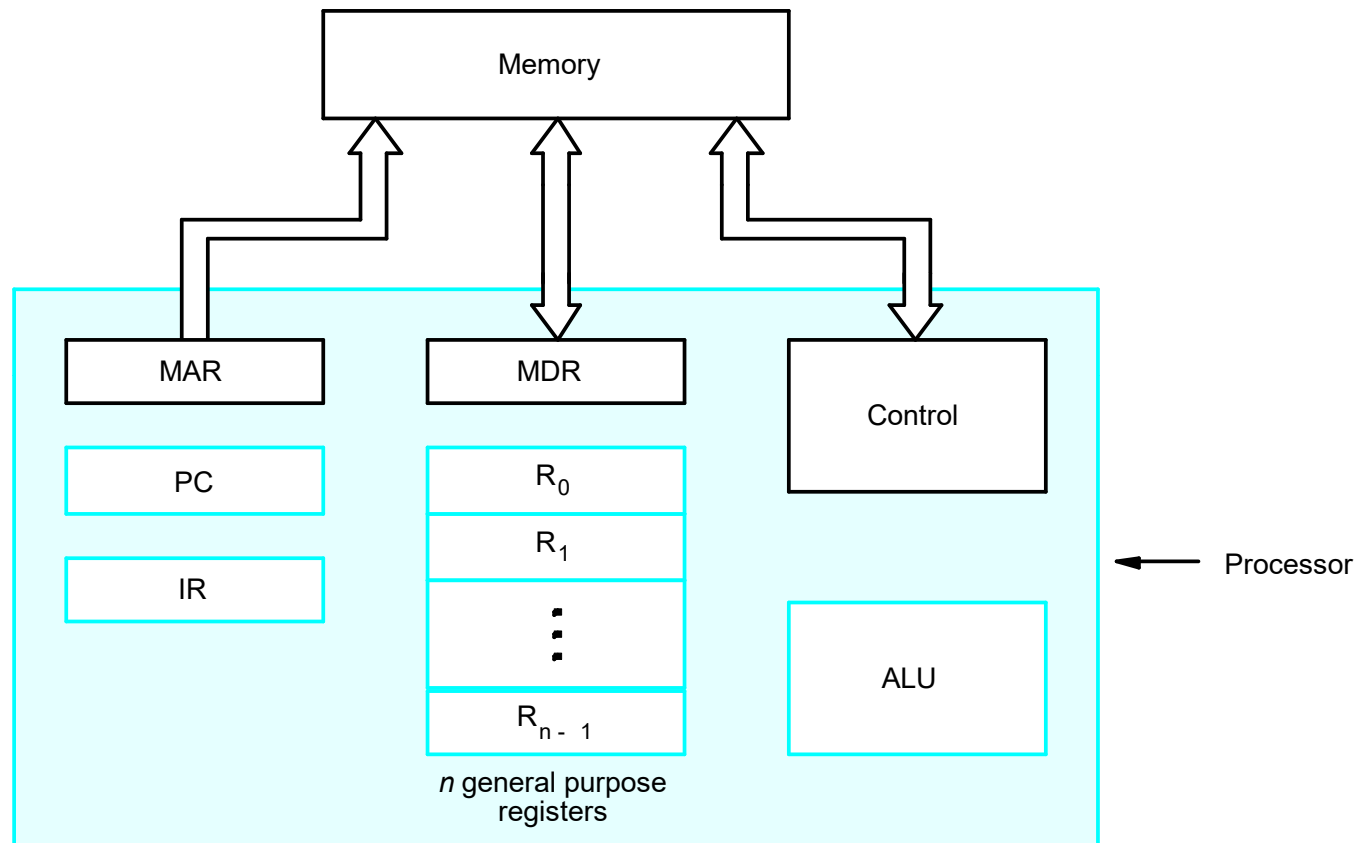 Memory
MAR
MDR
Control
PC
R0
R1
IR
Processor
ALU
Rn - 1
n general purpose
registers